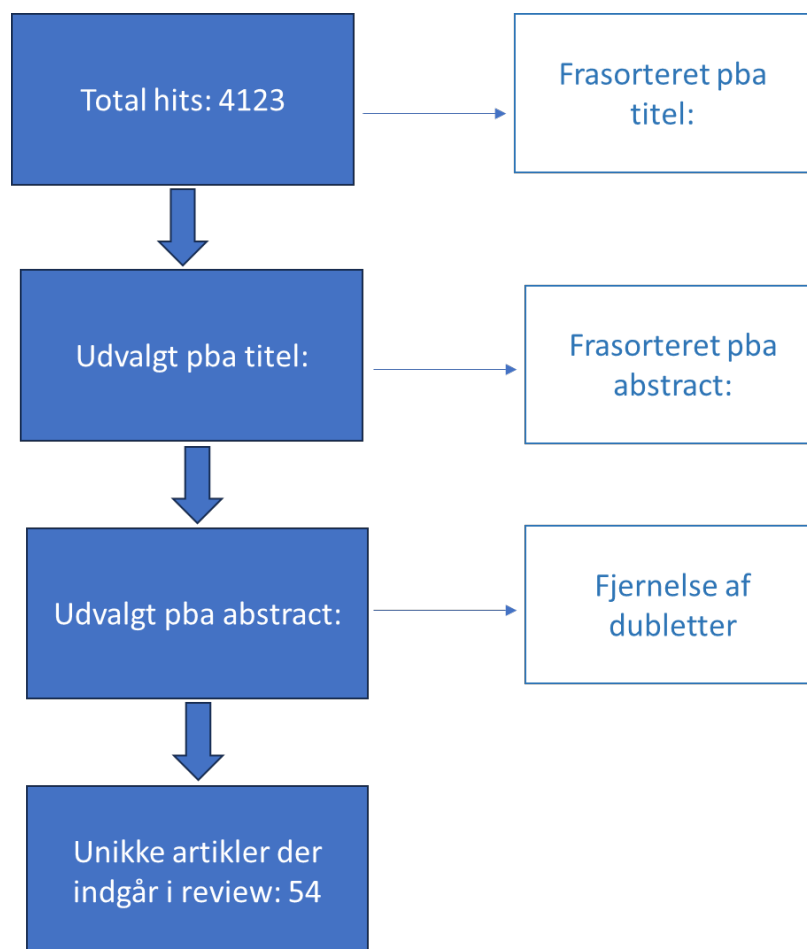 Total hits: 4123
Frasorteret pba
titel:
Udvalgt pba titel:
Frasorteret pba
abstract:
Udvalgt pba abstract:
Fjernelse af
dubletter
Unikke artikler der
indgår i review: 54